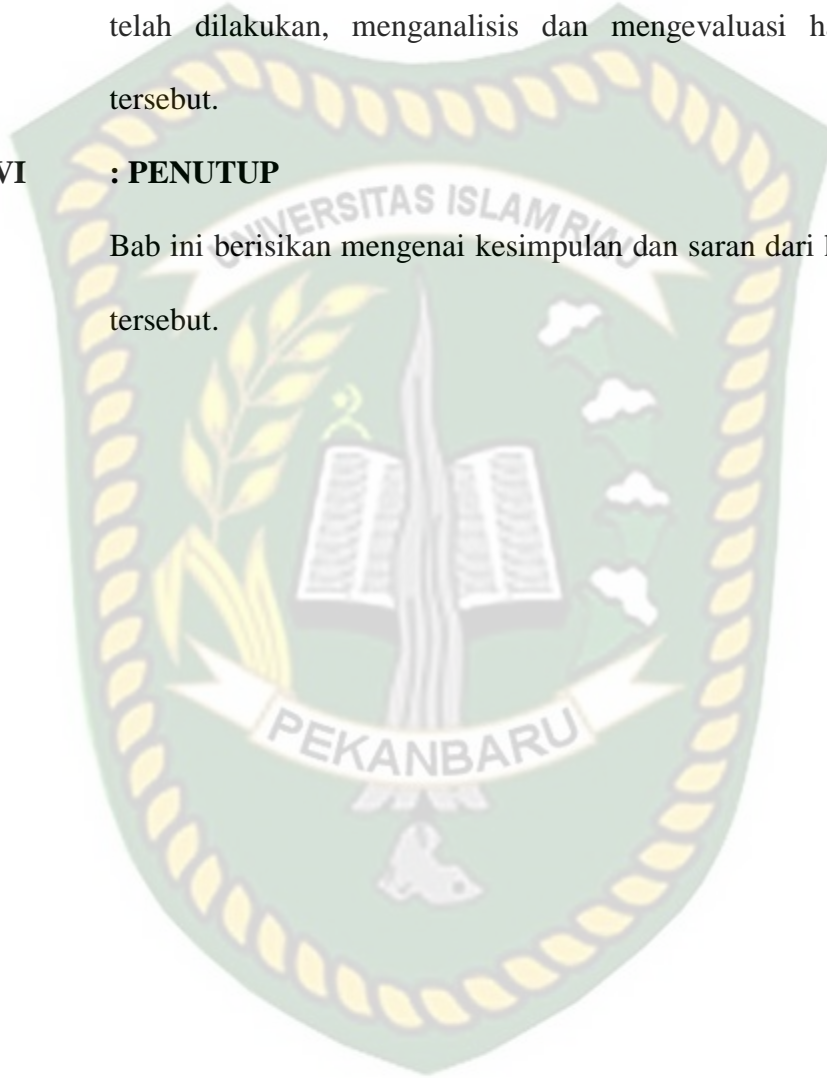 telah dilakukan, menganalisis dan mengevaluasi
tersebut.
VI : PENUTUP
UNIVERSITAS ISLAM RIAU
Bab ini berisikan mengenai kesimpulan dan saran dari
tersebut.
PEKANBARU